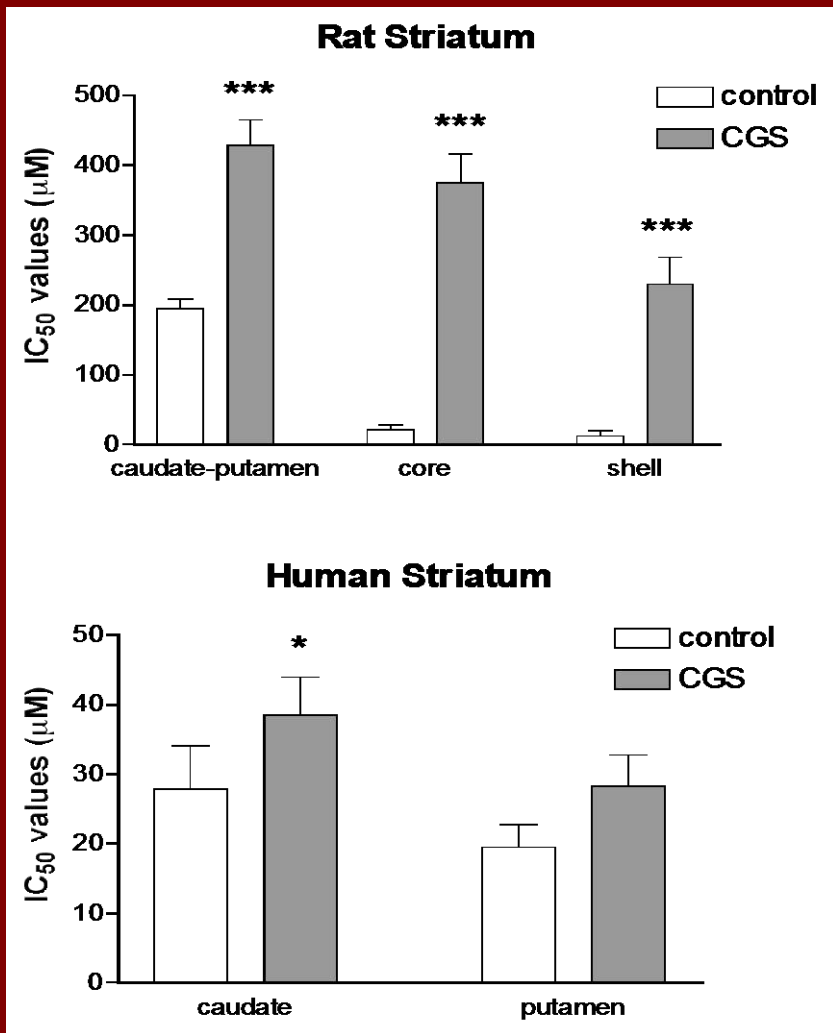 Rat Striatum
control
CGS
IC50 values (μM)
500
400
300
200
100
0
***
***
***
caudate-putamen core shell
Human Striatum
control
CGS
IC50 values (μM)
50
40
30
20
10
0
*
caudate putamen